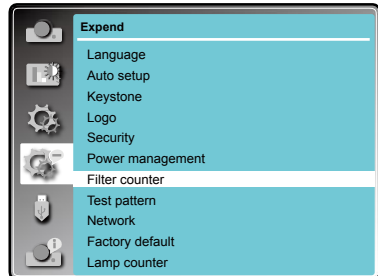 Expend
Language
Auto setup
Keystone
Logo
Security
Power management
Filter counter
Test pattern
Network
Factory default
Lamp counter